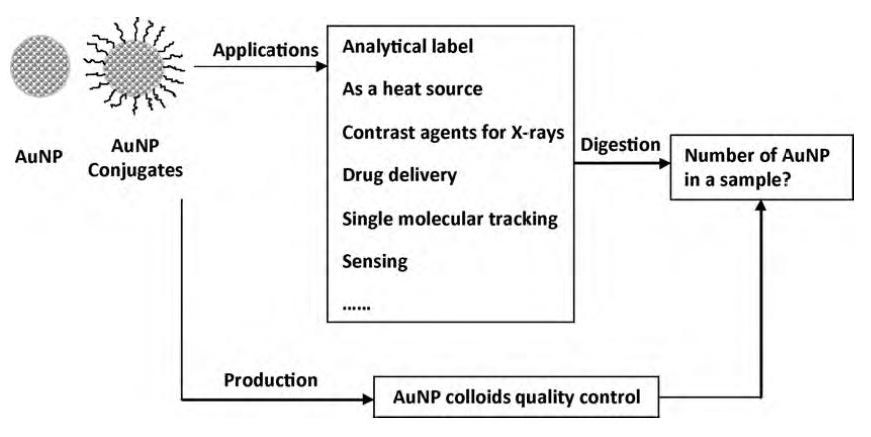 AuNP
AuNP
Conjugates
Applications
Analytical label
As a heat source
Contrast agents for X-rays
Drug delivery
Single molecular tracking
Sensing
......
Digestion
Number of AuNP
in a sample?
Production
AuNP colloids quality control